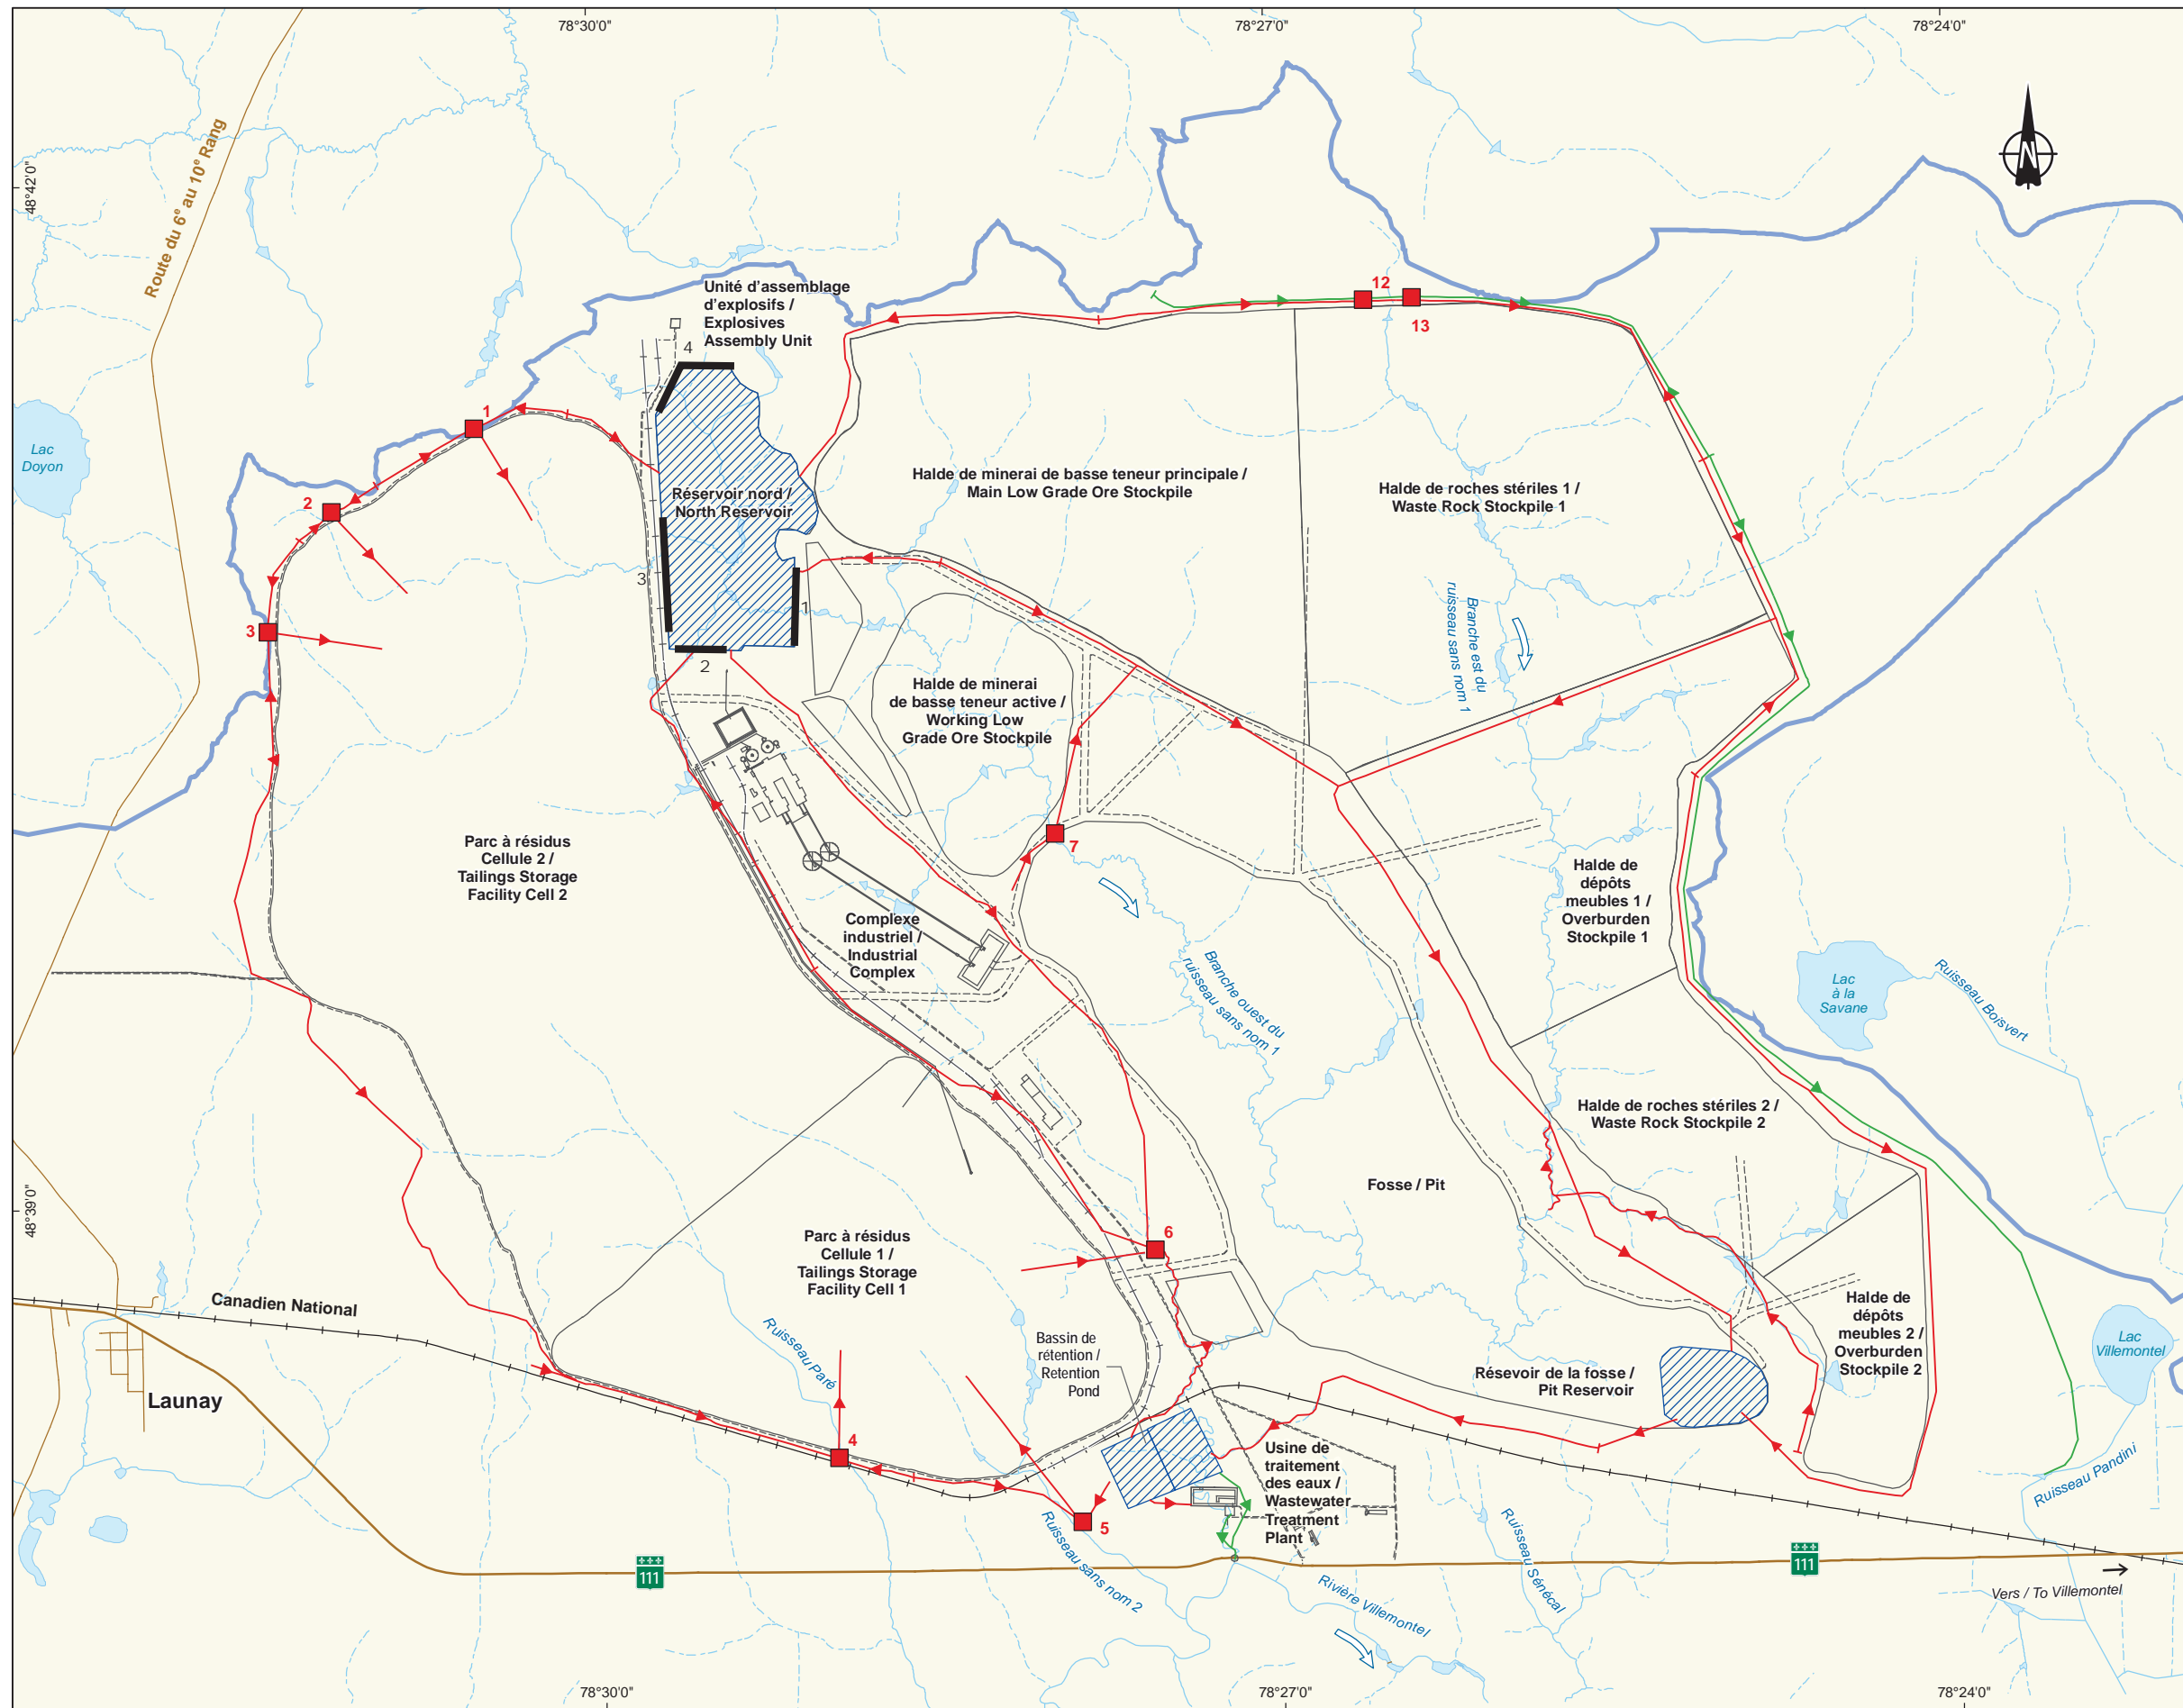 78°30'0"
78°27'0"
78°24'0"
48°42'0"
Route du 6e au 10e Rang
Unité d'assemblage
d'explosifs /
Explosives
Assembly Unit
4
12
13
1
Lac
Doyon
2
Réservoir nord /
North Reservoir
Halde de minerai de basse teneur principale /
Main Low Grade Ore Stockpile
Halde de roches stériles 1 /
Waste Rock Stockpile 1
3
3
1
2
Branche est du
ruisseau sans nom 1
Halde de minerai
de basse teneur active /
Working Low
Grade Ore Stockpile
7
Parc à résidus
Cellule 2 /
Tailings Storage
Facility Cell 2
Halde de
dépôts
meubles 1 /
Overburden
Stockpile 1
Complexe
industriel /
Industrial
Complex
Branche ouest du
ruisseau sans nom 1
Lac
à la
Savane
Ruisseau Boisvert
Halde de roches stériles 2 /
Waste Rock Stockpile 2
Fosse / Pit
48°39'0"
6
Parc à résidus
Cellule 1 /
Tailings Storage
Facility Cell 1
Canadien National
Ruisseau Paré
Bassin de
rétention /
Retention
Pond
Halde de
dépôts
meubles 2 /
Overburden
Stockpile 2
Lac
Villemontel
Résevoir de la fosse /
Pit Reservoir
Launay
4
5
Usine de
traitement
des eaux /
Wastewater
Treatment
Plant
Ruisseau Pandini
Ruisseau sans nom 2
Ruisseau Sénécal
111
111
Rivière Villemontel
Vers / To Villemontel
78°30'0"
78°27'0"
78°24'0"
N